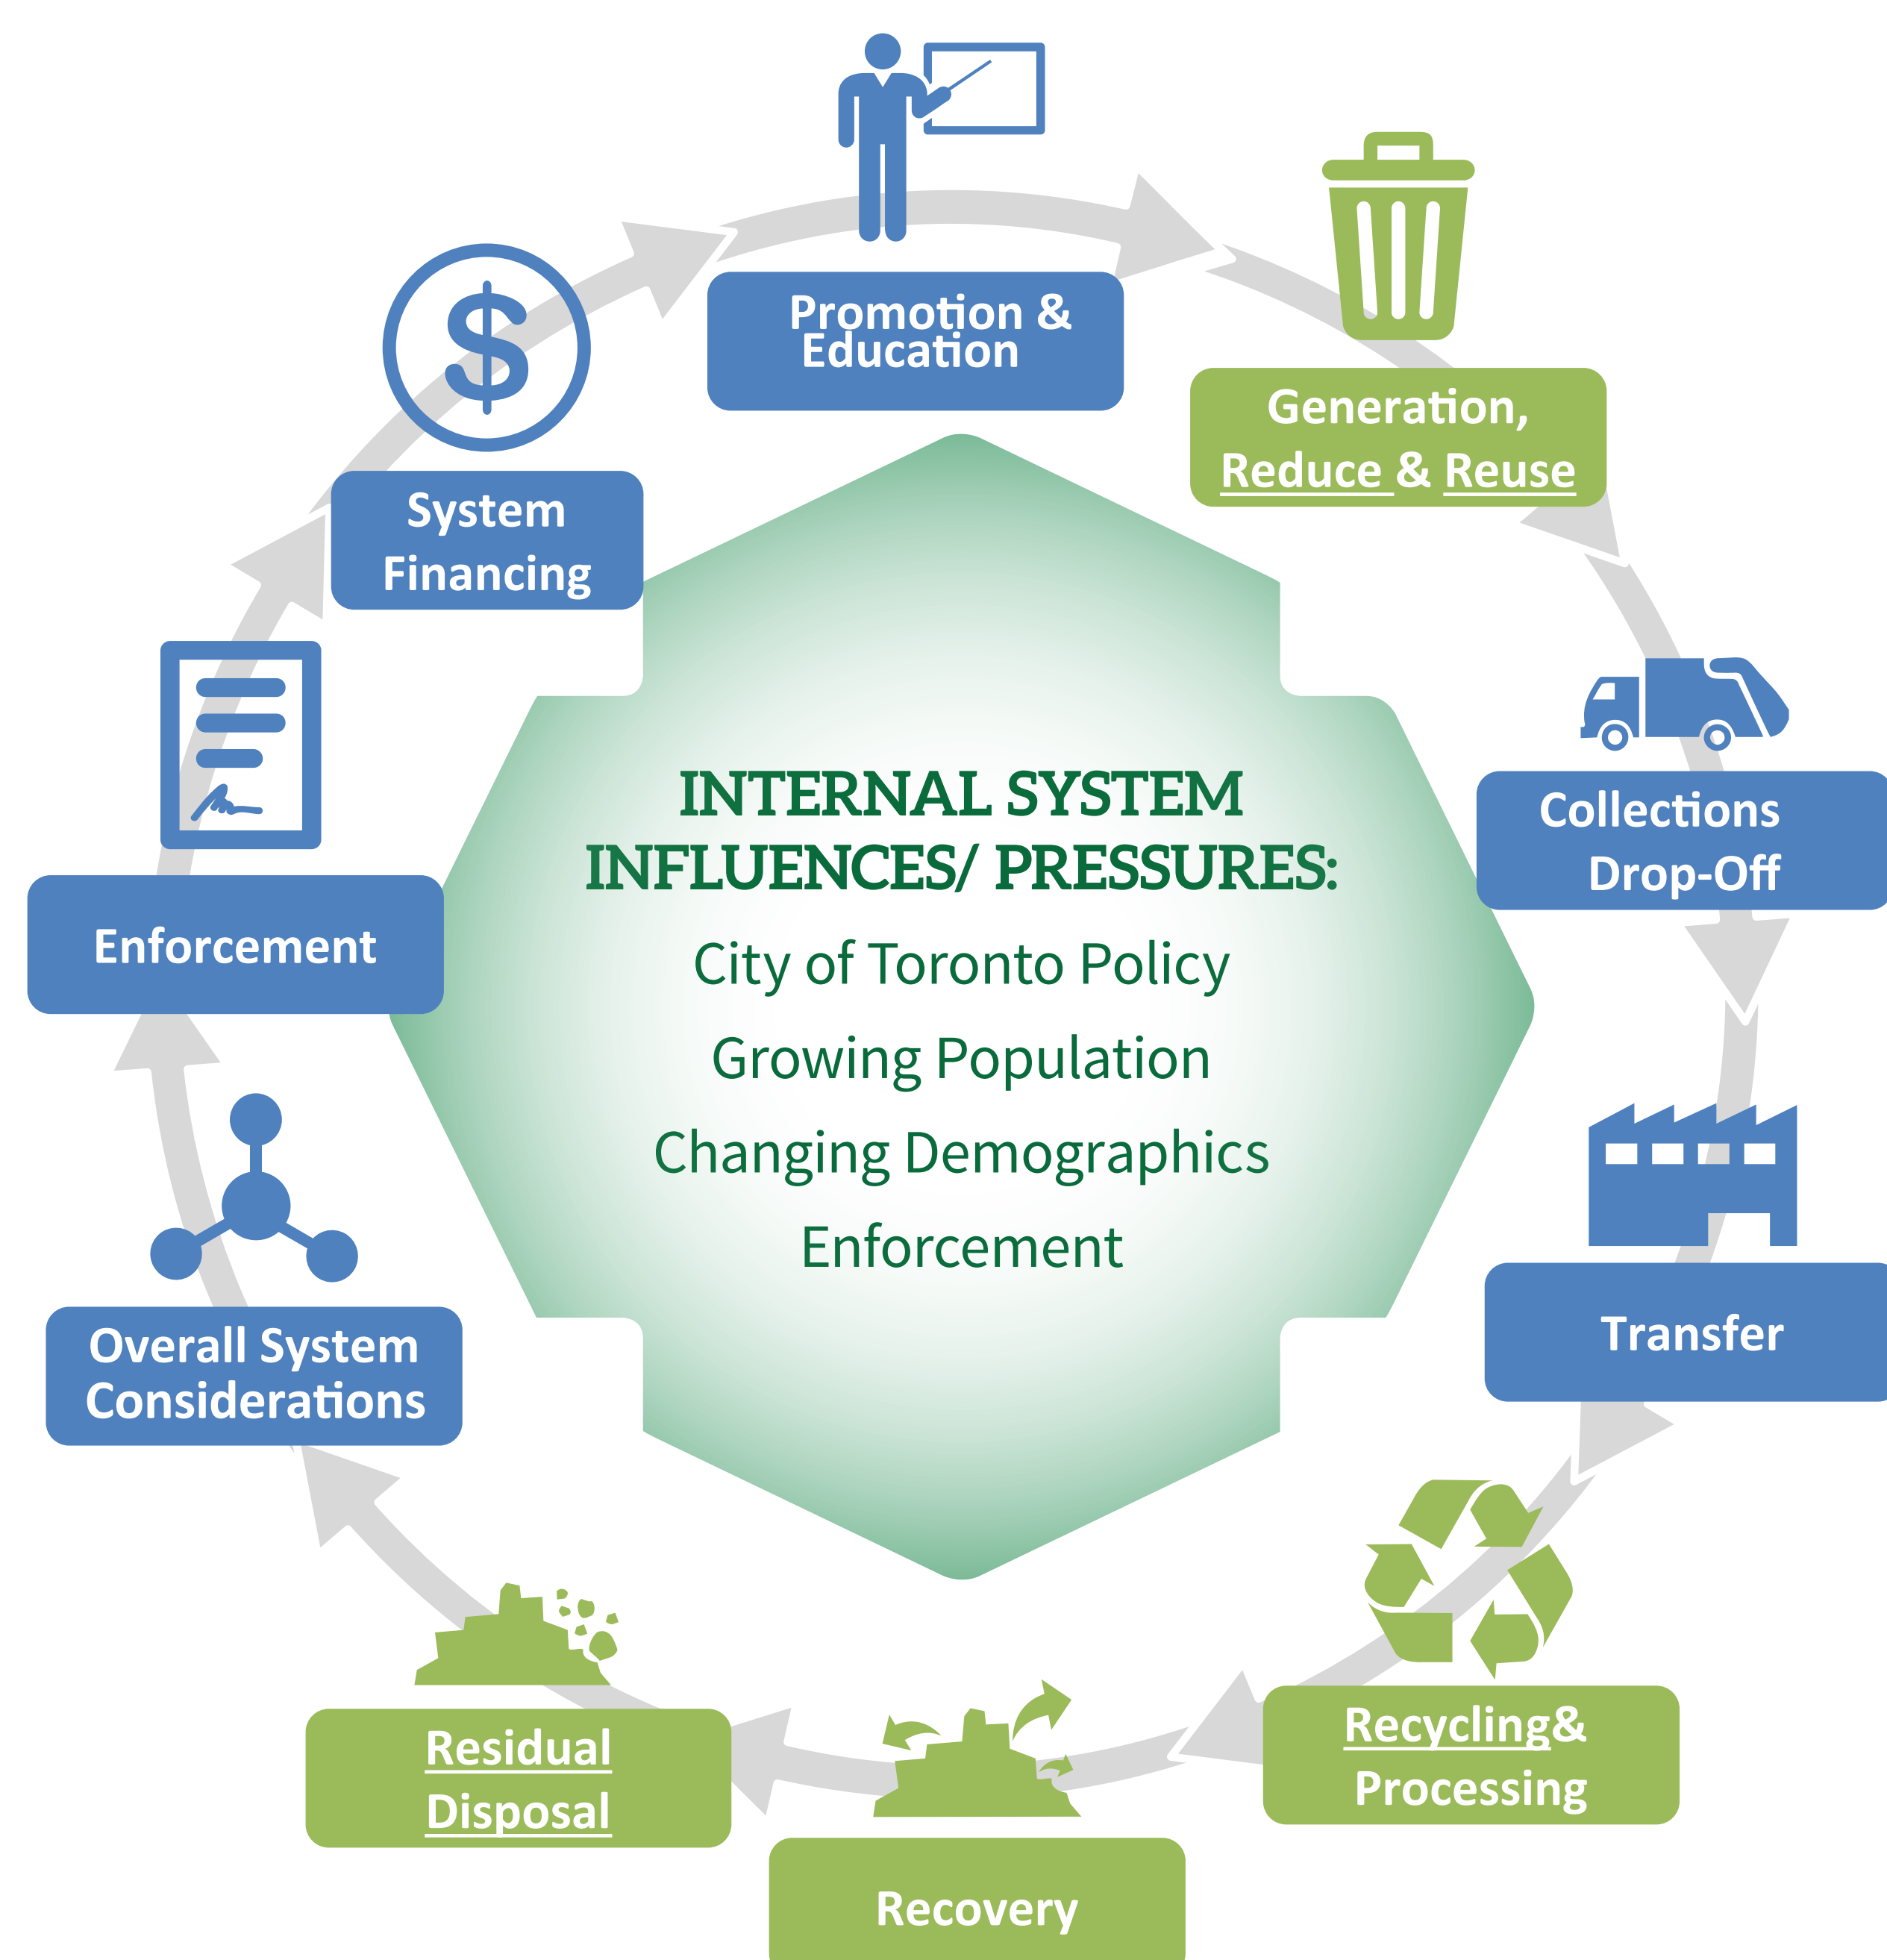 Promotion &
Education
Generation,
Reduce & Reuse
System
Financing
INTERNAL SYSTEM
INFLUENCES/ PRESSURES:
City of Toronto Policy
Growing Population
Changing Demographics
Enforcement
Collections
Drop-Off
Enforcement
Transfer
Overall System
Considerations
Recycling&
Processing
Residual
Disposal
Recovery
$